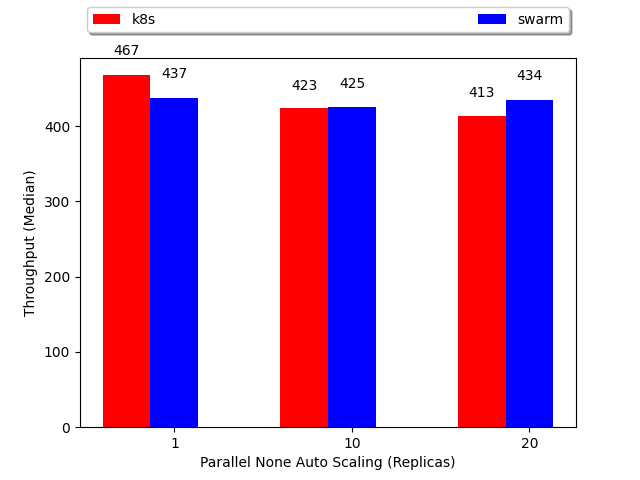 k8s swarm
467
437
423
425
413
434
400
300
200
100
0
Throughput (Median)
1 10 20
Parallel None Auto Scaling (Replicas)